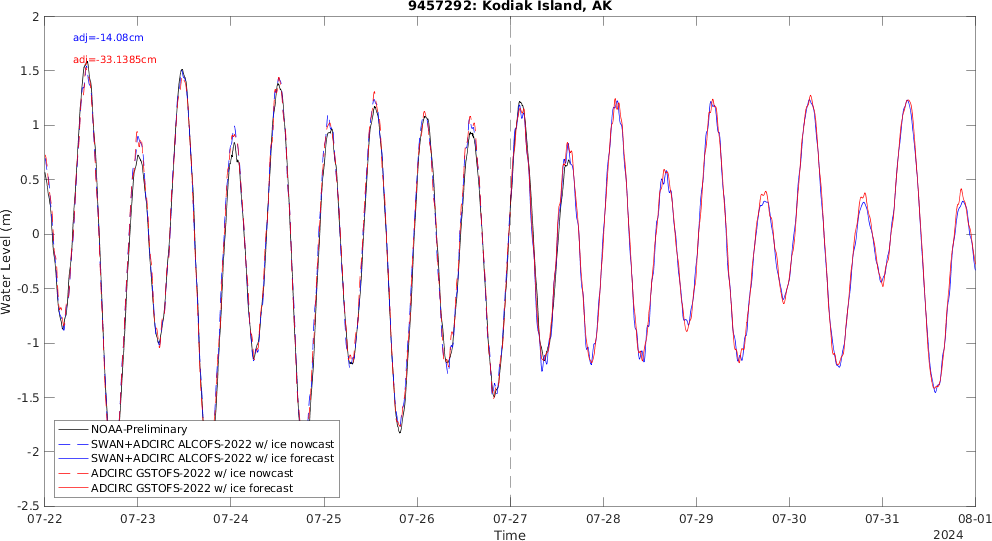 9457292: Kodiak Island, AK
2
1.5
1
0.5
0
-0.5
-1
-1.5
-2
-2.5
Water Level (m)
adj=-14.08cm
adj=-33.1385cm
NOAA-Preliminary
SWAN+ADCIRC ALCOFS-2022 w/ ice nowcast
SWAN+ADCIRC ALCOFS-2022 w/ ice forecast
ADCIRC GSTOFS-2022 w/ ice nowcast
ADCIRC GSTOFS-2022 w/ ice forecast
07-22 07-23 07-24 07-25 07-26 07-27 07-28 07-29 07-30 07-31 08-01
Time
2024